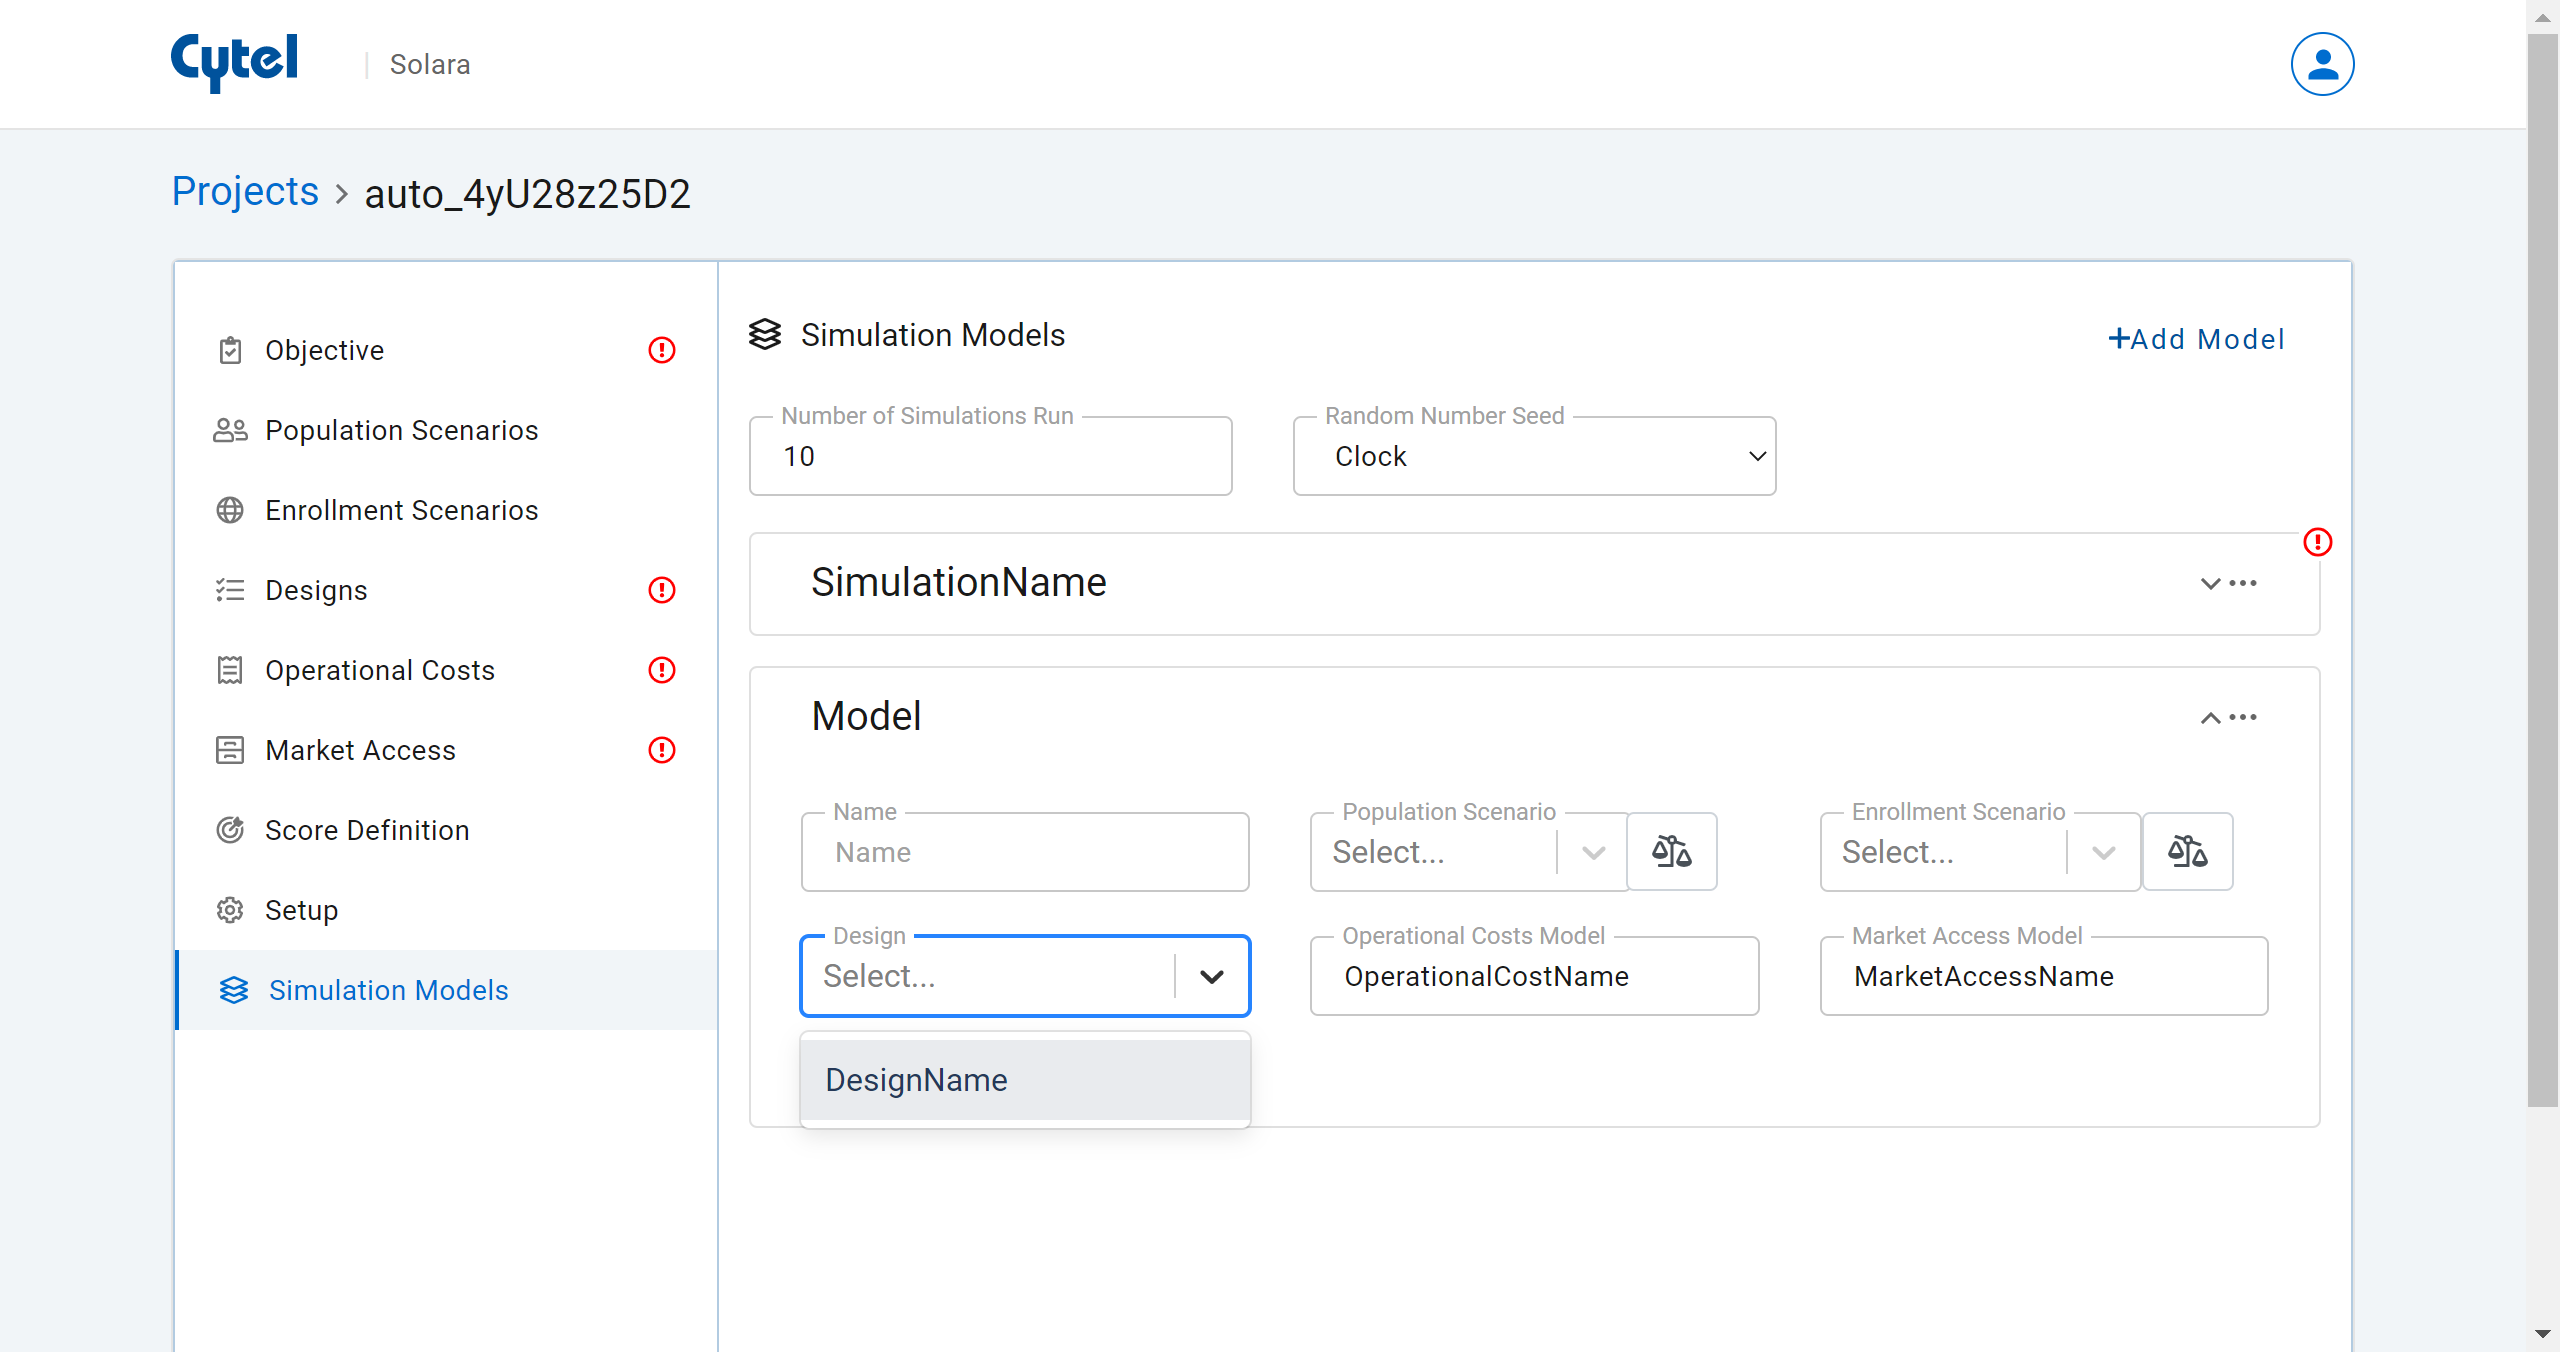 Cytel
Solara
Projects > auto_4yU28z25D2
Objective
Population Scenarios
Enrollment Scenarios
Designs
Operational Costs
Market Access
Score Definition
Setup
Simulation Models
Simulation Models
+Add Model
Number of Simulations Run
10
Random Number Seed
Clock
SimulationName
Model
Name
Name
Population Scenario
Select...
Enrollment Scenario
Select...
Design
Select...
DesignName
Operational Costs Model
OperationalCostName
Market Access Model
MarketAccessName